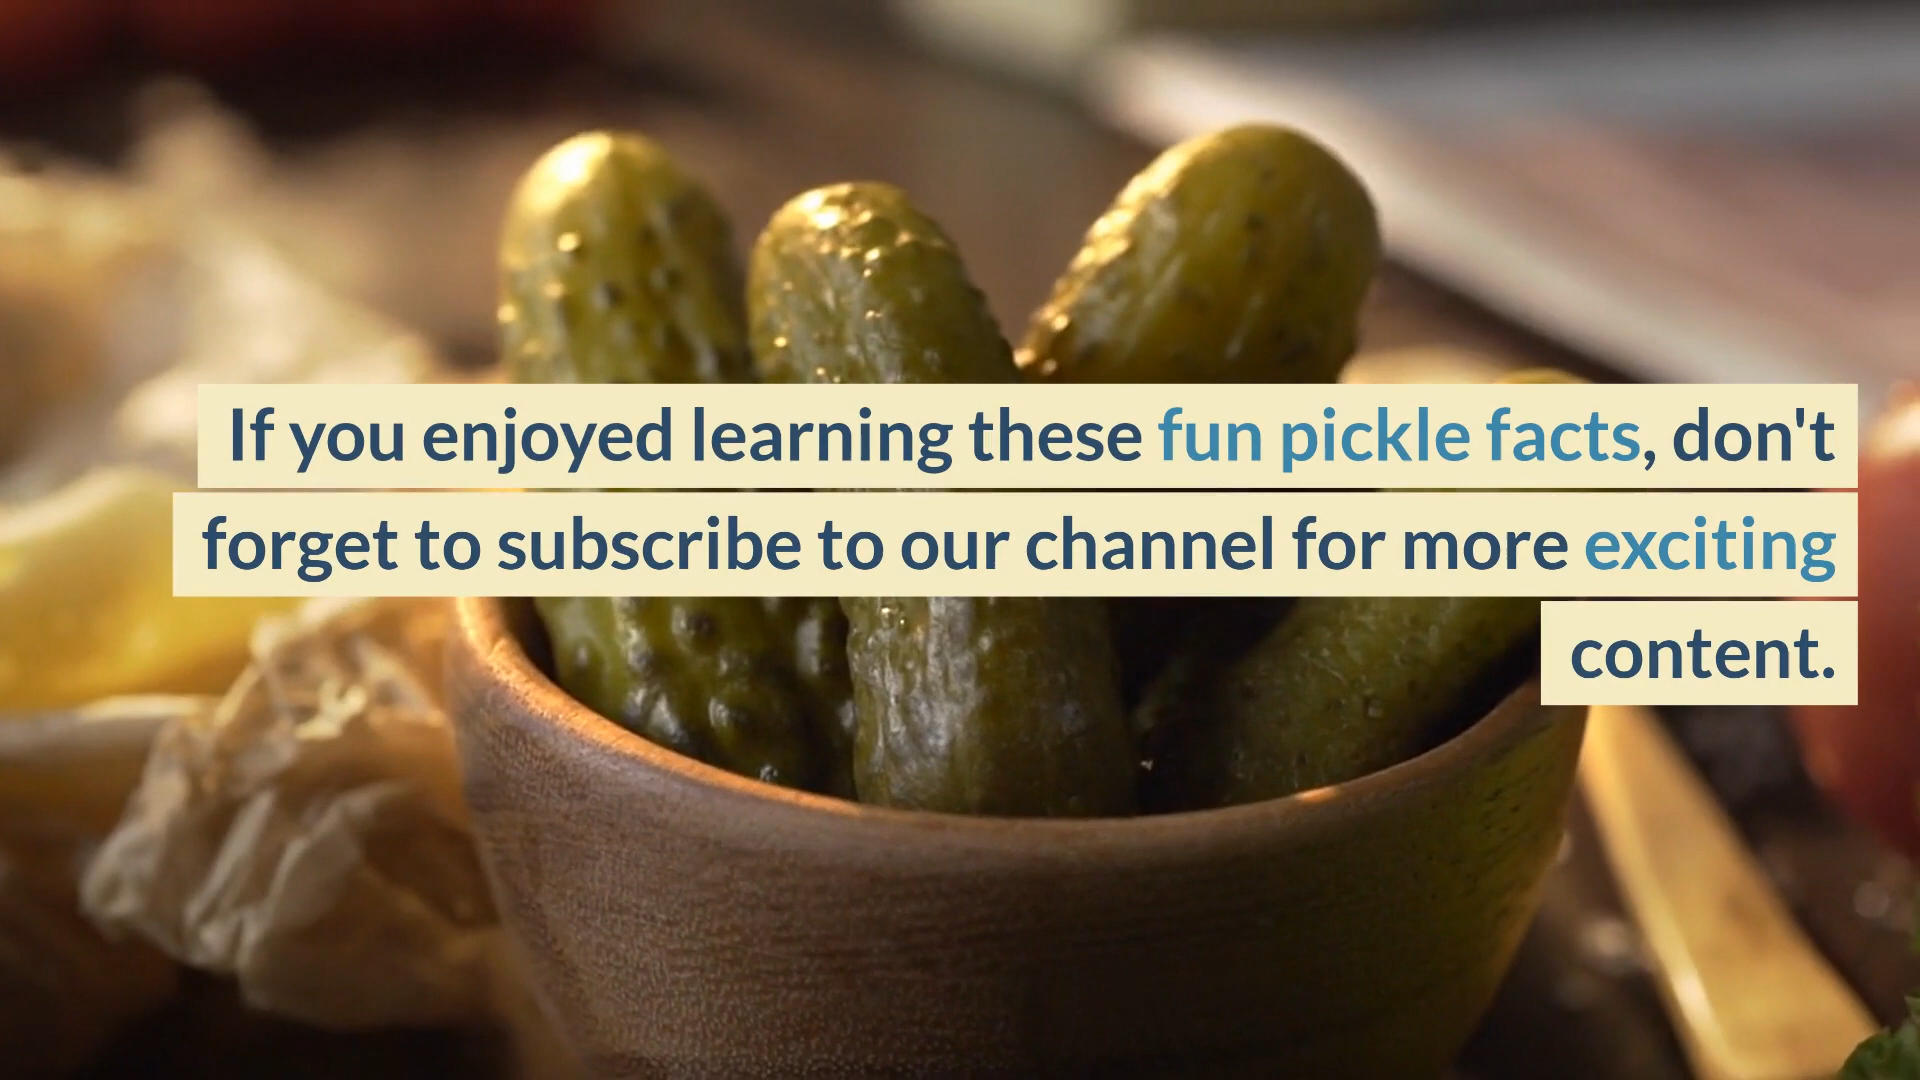 If you enjoyed learning these fun pickle facts, don't
forget to subscribe to our channel for more exciting
content.